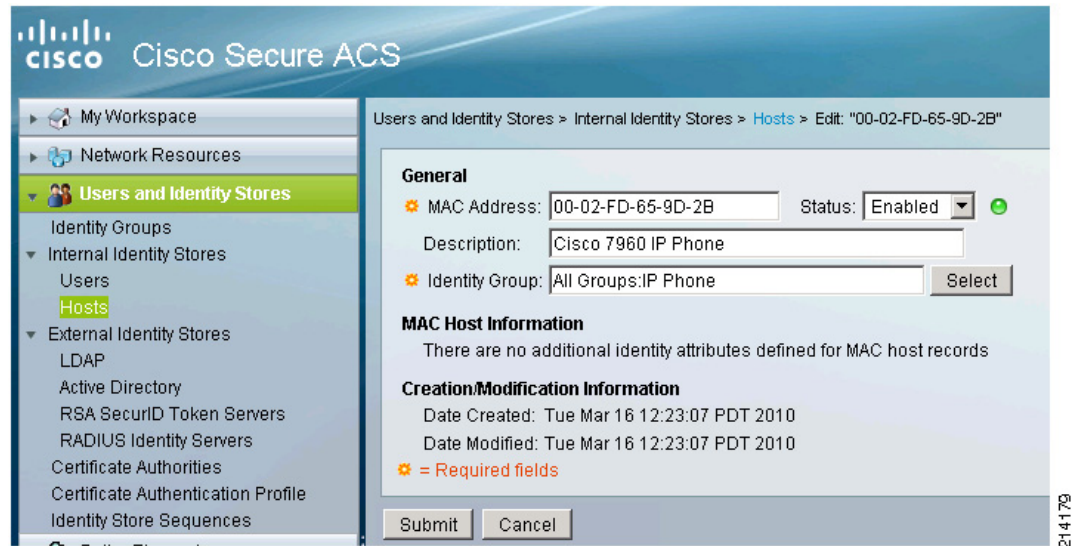 cisco Cisco Secure ACS
My Workspace
Network Resources
Users and Identity Stores
Identity Groups
Internal Identity Stores
Users
Hosts
External Identity Stores
LDAP
Active Directory
RSA SecurID Token Servers
RADIUS Identity Servers
Certificate Authorities
Certificate Authentication Profile
Identity Store Sequences
Users and Identity Stores > Internal Identity Stores > Hosts > Edit: "00-02-FD-65-9D-2B"
General
MAC Address: 00-02-FD-65-9D-2B Status: Enabled
Description: Cisco 7960 IP Phone
Identity Group: All Groups:IP Phone Select
MAC Host Information
There are no additional identity attributes defined for MAC host records
Creation/Modification Information
Date Created: Tue Mar 16 12:23:07 PDT 2010
Date Modified: Tue Mar 16 12:23:07 PDT 2010
= Required fields
Submit Cancel
214179